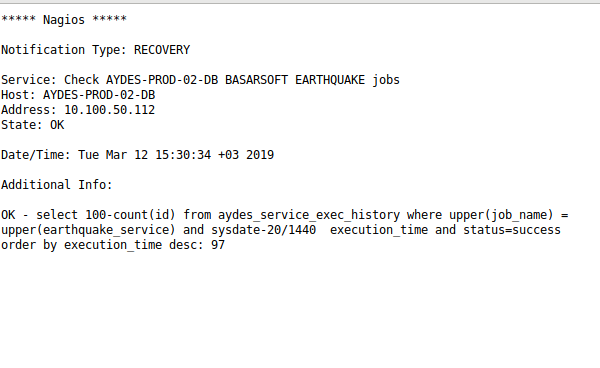 ***** Nagios *****
Notification Type: RECOVERY
Service: Check AYDES-PROD-02-DB BASARSOFT EARTHQUAKE jobs
Host: AYDES-PROD-02-DB
Address: 10.100.50.112
State: OK
Date/Time: Tue Mar 12 15:30:34 +03 2019
Additional Info:
OK - select 100-count(id) from aydes_service_exec_history where upper(job_name) =
upper(earthquake_service) and sysdate-20/1440  execution_time and status=success
order by execution_time desc: 97